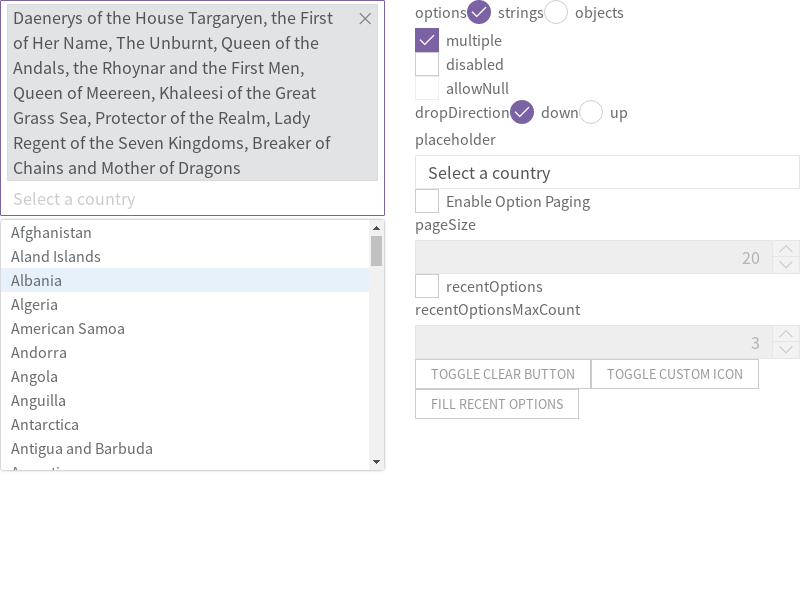 Daenerys of the House Targaryen, the First
of Her Name, The Unburnt, Queen of the
Andals, the Rhoynar and the First Men,
Queen of Meereen, Khaleesi of the Great
Grass Sea, Protector of the Realm, Lady
Regent of the Seven Kingdoms, Breaker of
Chains and Mother of Dragons
Select a country
Afghanistan
Aland Islands
Albania
Algeria
American Samoa
Andorra
Angola
Anguilla
Antarctica
Antigua and Barbuda
options strings objects
multiple
disabled
allowNull
dropDirection down up
placeholder
Select a country
Enable Option Paging
pageSize
20
recentOptions
recentOptionsMaxCount
3
TOGGLE CLEAR BUTTON TOGGLE CUSTOM ICON
FILL RECENT OPTIONS